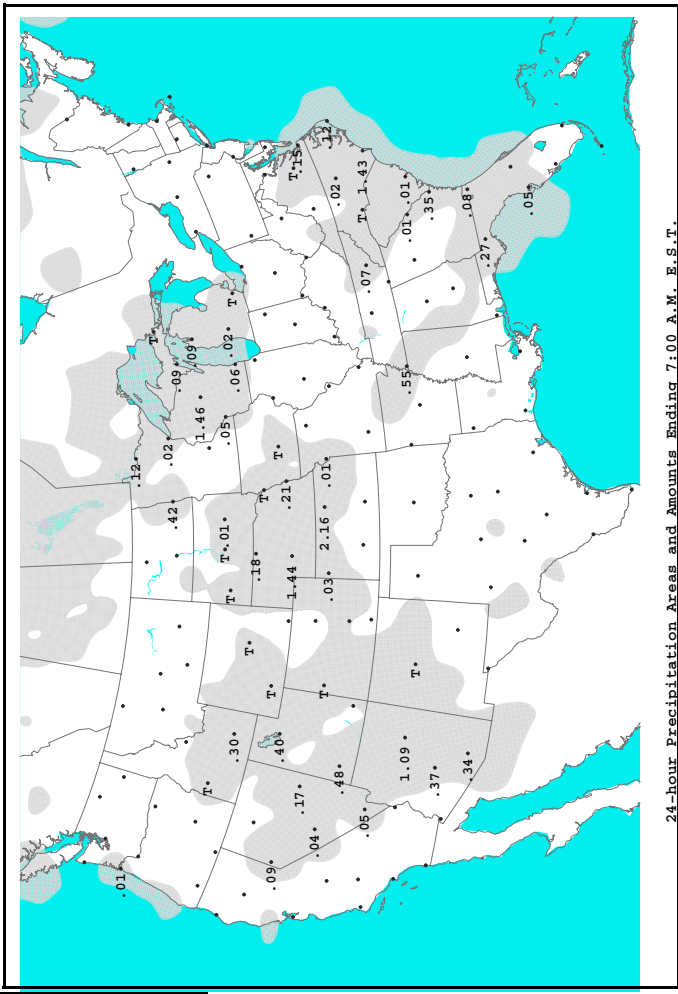 .01
.12
T
.02
.42
.09
.09
1.46
T
.05
T .01
.02
T
T
.30
.06
T
.18
T
.09
T
T
.40
.21
1.44
T .15
.17
.04
T
2.16
.01
.12
.03
.02
.48
T 1.43
.05
.07
1.09
.55
.01
.01
T
.35
.37
.34
.08
.27
.05
24-hour Precipitation Areas and Amounts Ending 7:00 A.M. E.S.T.